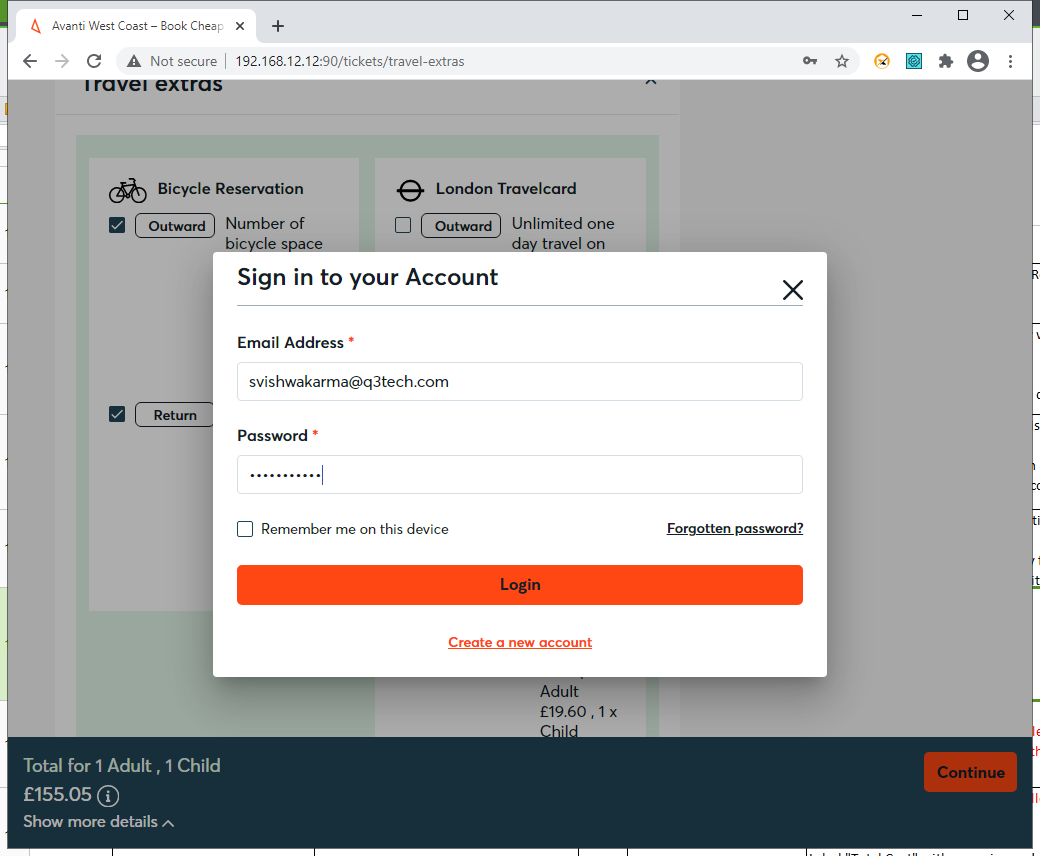 Avanti West Coast – Book Cheap
Not secure
192.168.12.12:90/tickets/travel-extras
Travel extras
Bicycle Reservation
London Travelcard
Outward
Number of
bicycle space
Outward
Unlimited one
day travel on
Sign in to your Account
Email Address *
svishwakarma@q3tech.com
Return
Password *
•••••••••••
Remember me on this device
Forgotten password?
Login
Create a new account
Adult
£19.60 , 1 x
Child
Total for 1 Adult , 1 Child
£155.05
Show more details
Continue